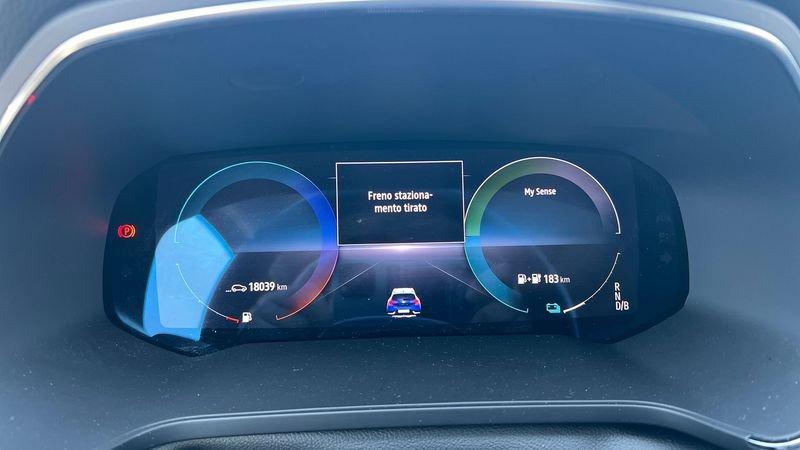 Freno staziona-
mento tirato
My Sense
P
...18039 km
+ 183 km
R
N
D/B